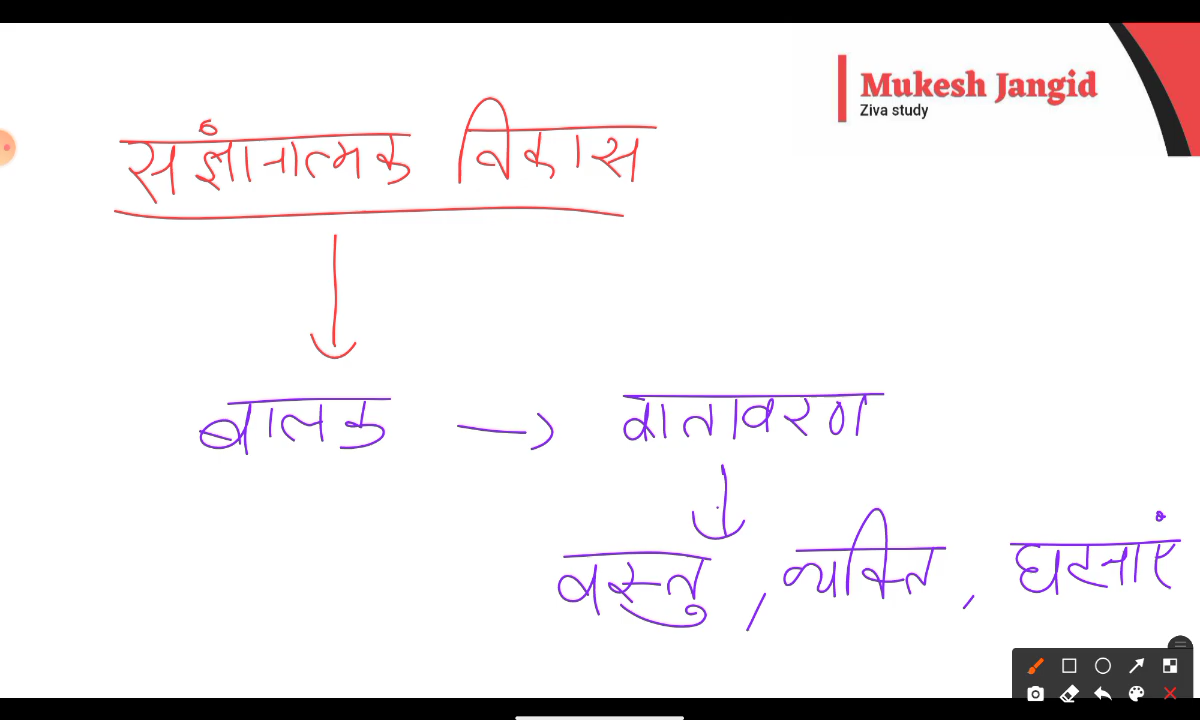 Mukesh Jangid
Ziva study
संज्ञानात्मक विकास
बालक → वातावरण
वस्तु, व्यक्ति, घटनाएं